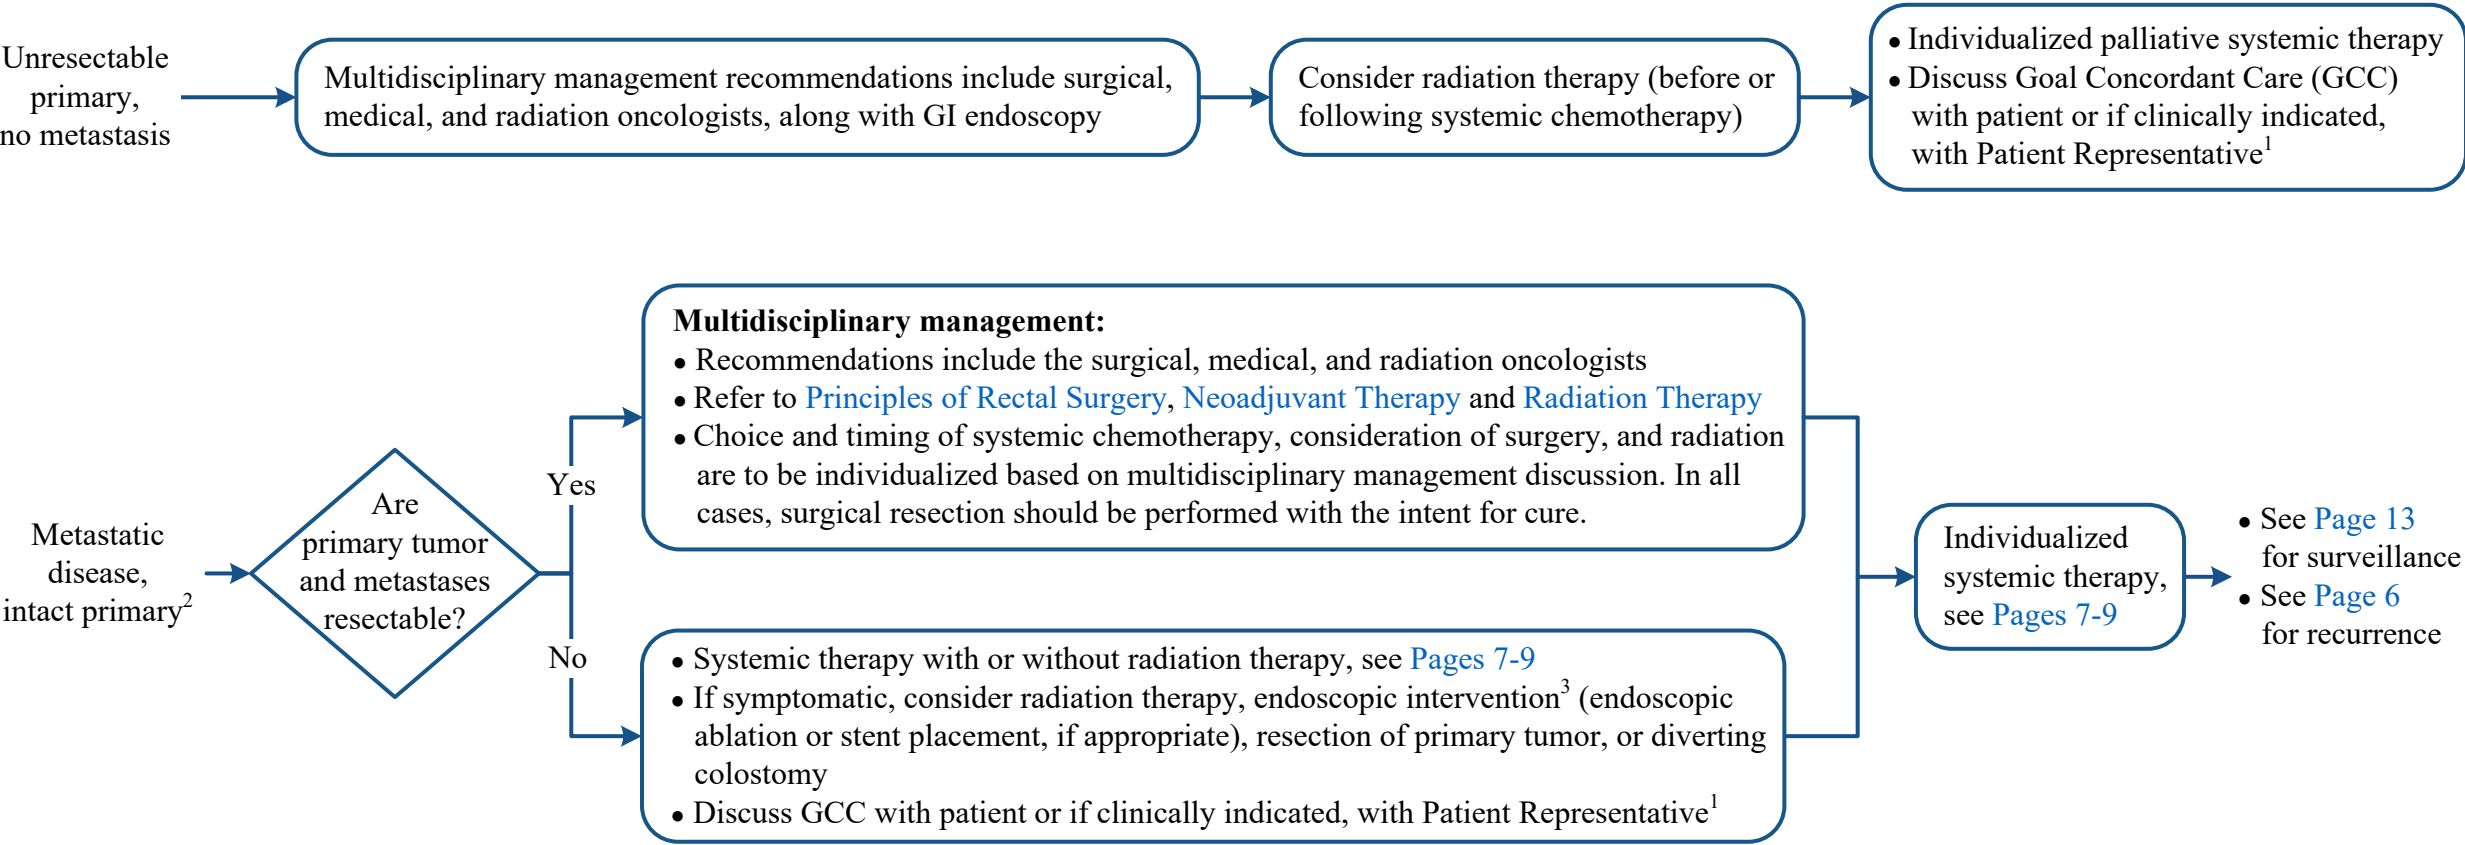 Unresectable
primary,
no metastasis
Multidisciplinary management recommendations include surgical,
medical, and radiation oncologists, along with GI endoscopy
Consider radiation therapy (before or
following systemic chemotherapy)
● Individualized palliative systemic therapy
● Discuss Goal Concordant Care (GCC)
with patient or if clinically indicated,
with Patient Representative1
Metastatic
disease,
intact primary2
Are
primary tumor
and metastases
resectable?
Yes
Multidisciplinary management:
● Recommendations include the surgical, medical, and radiation oncologists
● Refer to Principles of Rectal Surgery, Neoadjuvant Therapy and Radiation Therapy
● Choice and timing of systemic chemotherapy, consideration of surgery, and radiation
are to be individualized based on multidisciplinary management discussion. In all
cases, surgical resection should be performed with the intent for cure.
No
● Systemic therapy with or without radiation therapy, see Pages 7-9
● If symptomatic, consider radiation therapy, endoscopic intervention3 (endoscopic
ablation or stent placement, if appropriate), resection of primary tumor, or diverting
colostomy
● Discuss GCC with patient or if clinically indicated, with Patient Representative1
Individualized
systemic therapy,
see Pages 7-9
● See Page 13
for surveillance
● See Page 6
for recurrence